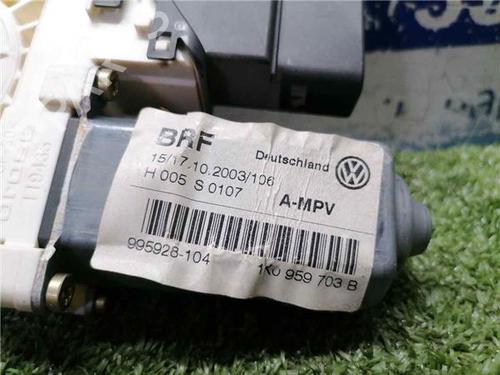 BRF Deutschland
15/17.10.2003/106
H 005 S 0107 A-MPV
995928-104 1K0 959 703 B